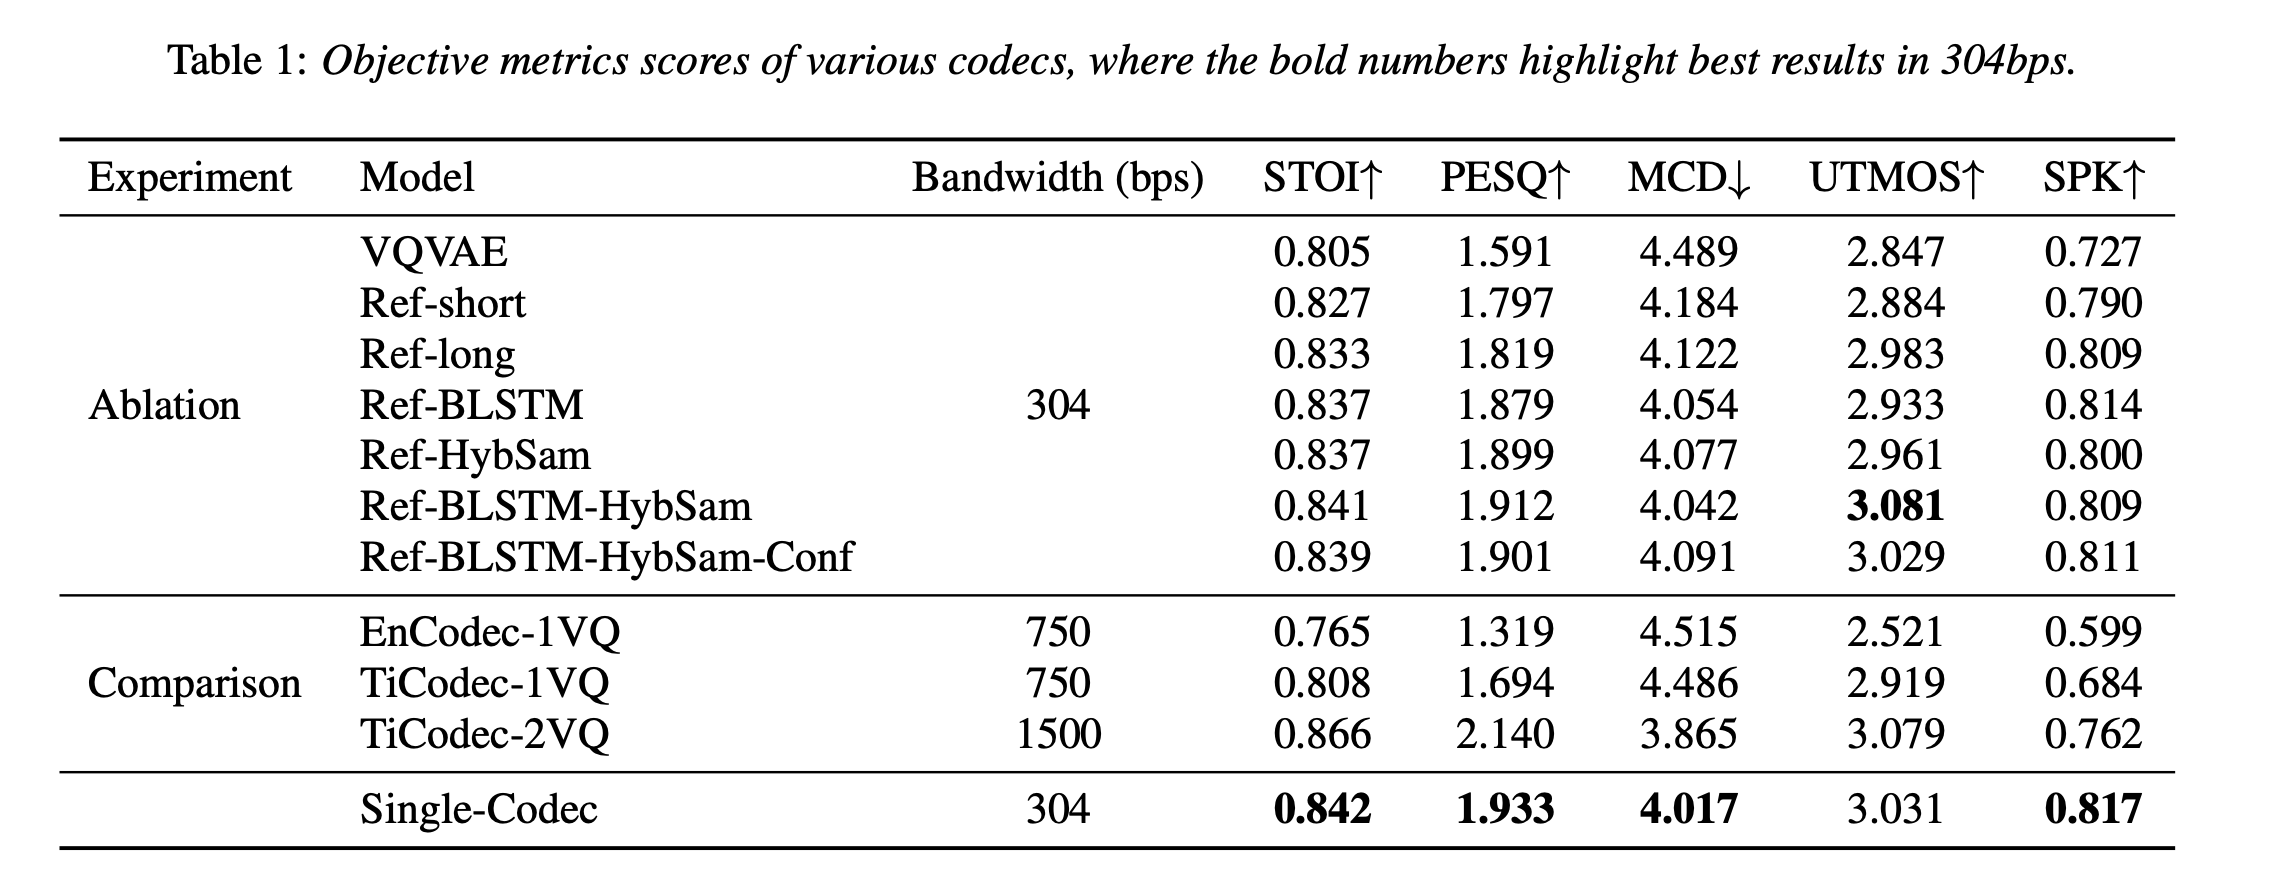 Table 1: Objective metrics scores of various codecs, where the bold numbers highlight best results in 304bps.
Experiment Model Bandwidth (bps) STOI↑ PESQ↑ MCD↓ UTMOS↑ SPK↑
VQVAE 0.805 1.591 4.489 2.847 0.727
Ref-short 0.827 1.797 4.184 2.884 0.790
Ref-long 0.833 1.819 4.122 2.983 0.809
Ablation Ref-BLSTM 304 0.837 1.879 4.054 2.933 0.814
Ref-HybSam 0.837 1.899 4.077 2.961 0.800
Ref-BLSTM-HybSam 0.841 1.912 4.042 3.081 0.809
Ref-BLSTM-HybSam-Conf 0.839 1.901 4.091 3.029 0.811
EnCodec-1VQ 750 0.765 1.319 4.515 2.521 0.599
Comparison TiCodec-1VQ 750 0.808 1.694 4.486 2.919 0.684
TiCodec-2VQ 1500 0.866 2.140 3.865 3.079 0.762
Single-Codec 304 0.842 1.933 4.017 3.031 0.817